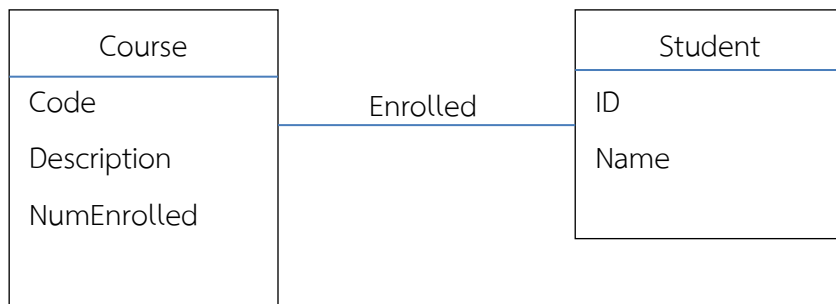 Course
Code
Description
NumEnrolled
Enrolled
Student
ID
Name